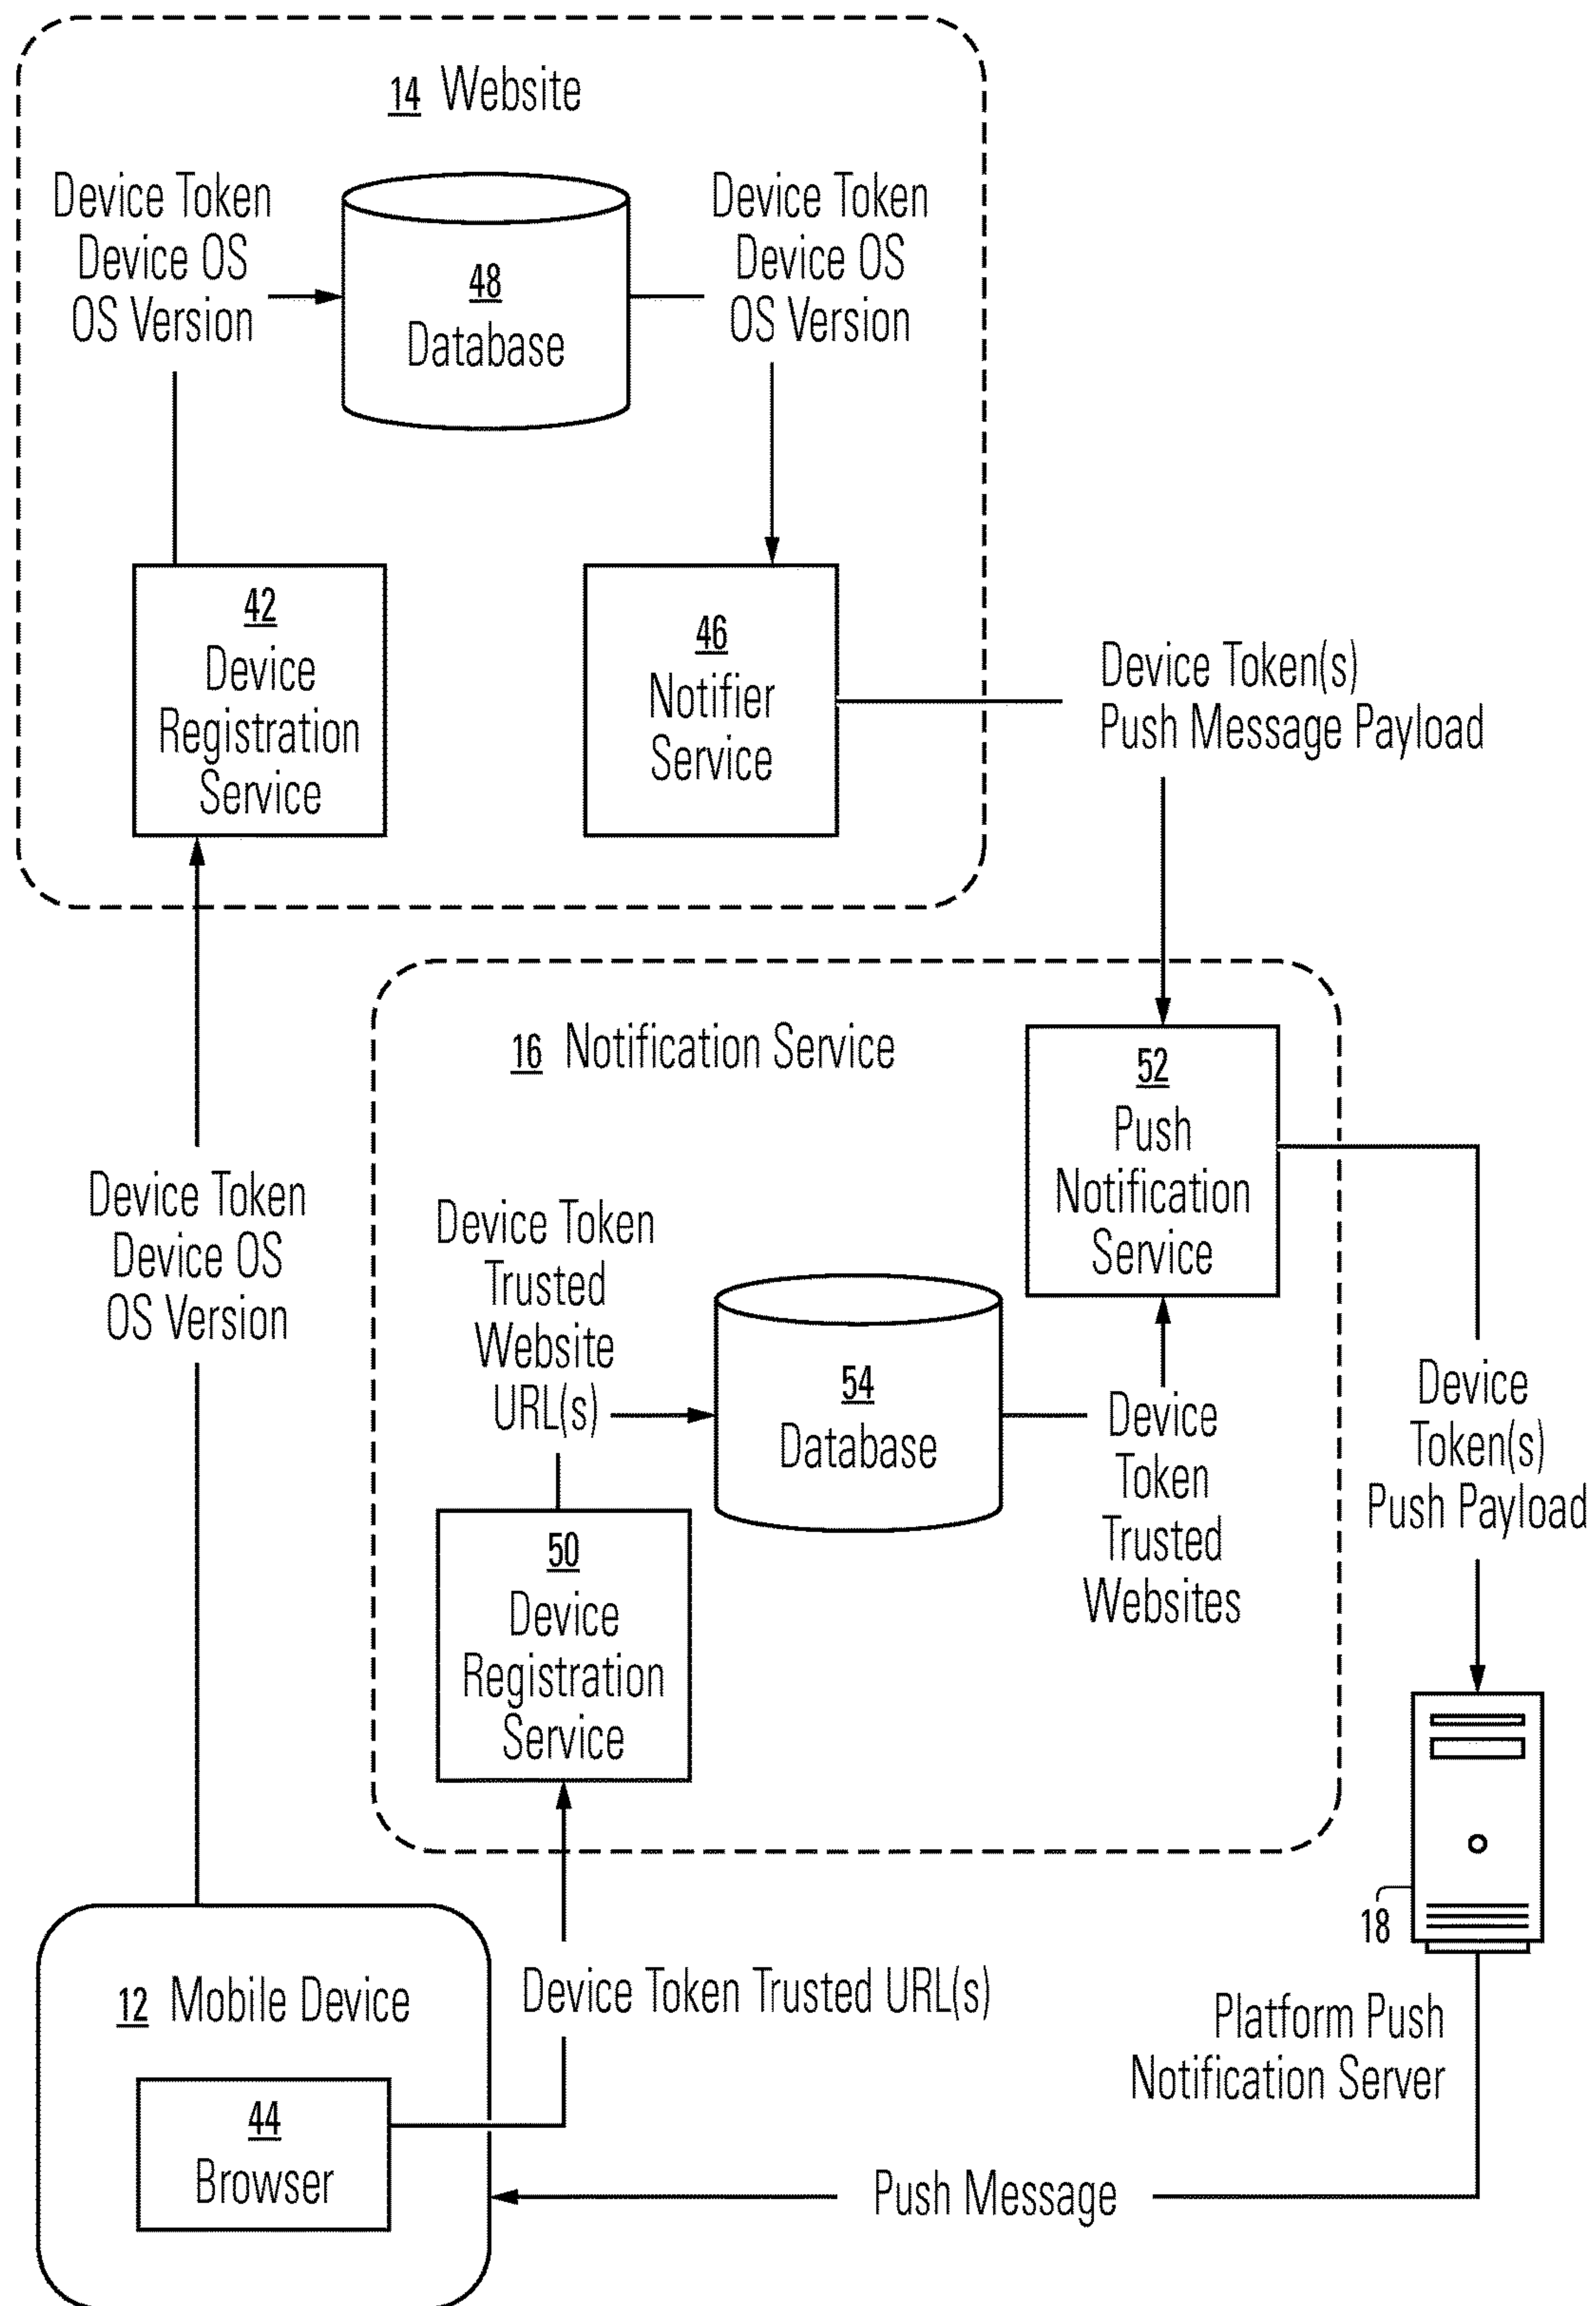 14 Website
Device Token
Device OS
OS Version
48
Database
Device Token
Device OS
OS Version
42
Device
Registration
Service
46
Notifier
Service
Device Token(s)
Push Message Payload
16 Notification Service
52
Push
Notification
Service
Device Token
Device OS
OS Version
Device Token
Trusted
Website
URL(s)
54
Database
Device
Token
Trusted
Websites
Device
Token(s)
Push Payload
50
Device
Registration
Service
18
Platform Push
Notification Server
12 Mobile Device
Device Token Trusted URL(s)
44
Browser
Push Message